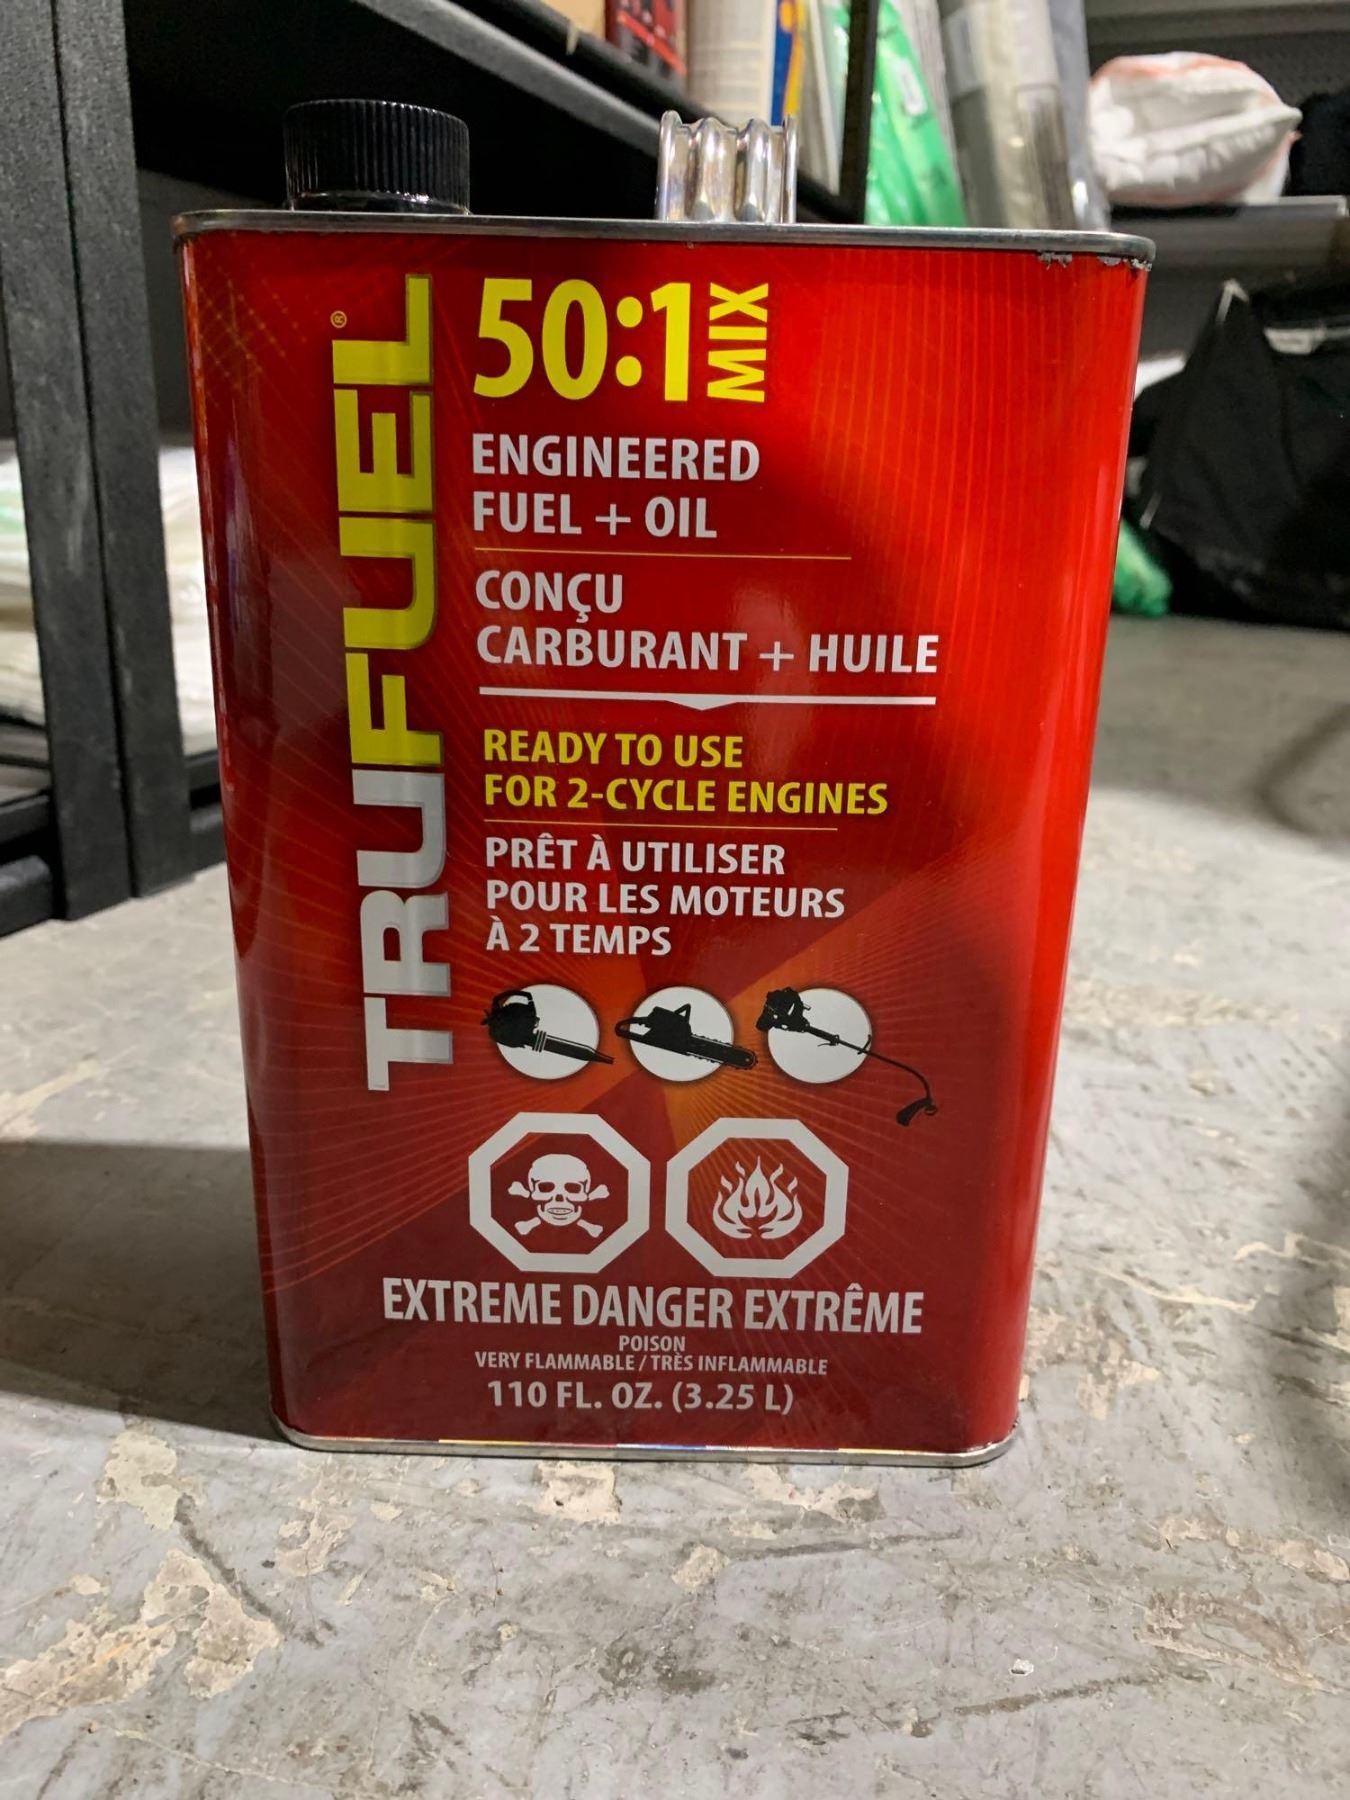 TRUFUEL®
50:1 MIX
ENGINEERED
FUEL + OIL
CONÇU
CARBURANT + HUILE
READY TO USE
FOR 2-CYCLE ENGINES
PRÊT À UTILISER
POUR LES MOTEURS
À 2 TEMPS
EXTREME DANGER EXTRÊME
POISON
VERY FLAMMABLE / TRÈS INFLAMMABLE
110 FL. OZ. (3.25 L)